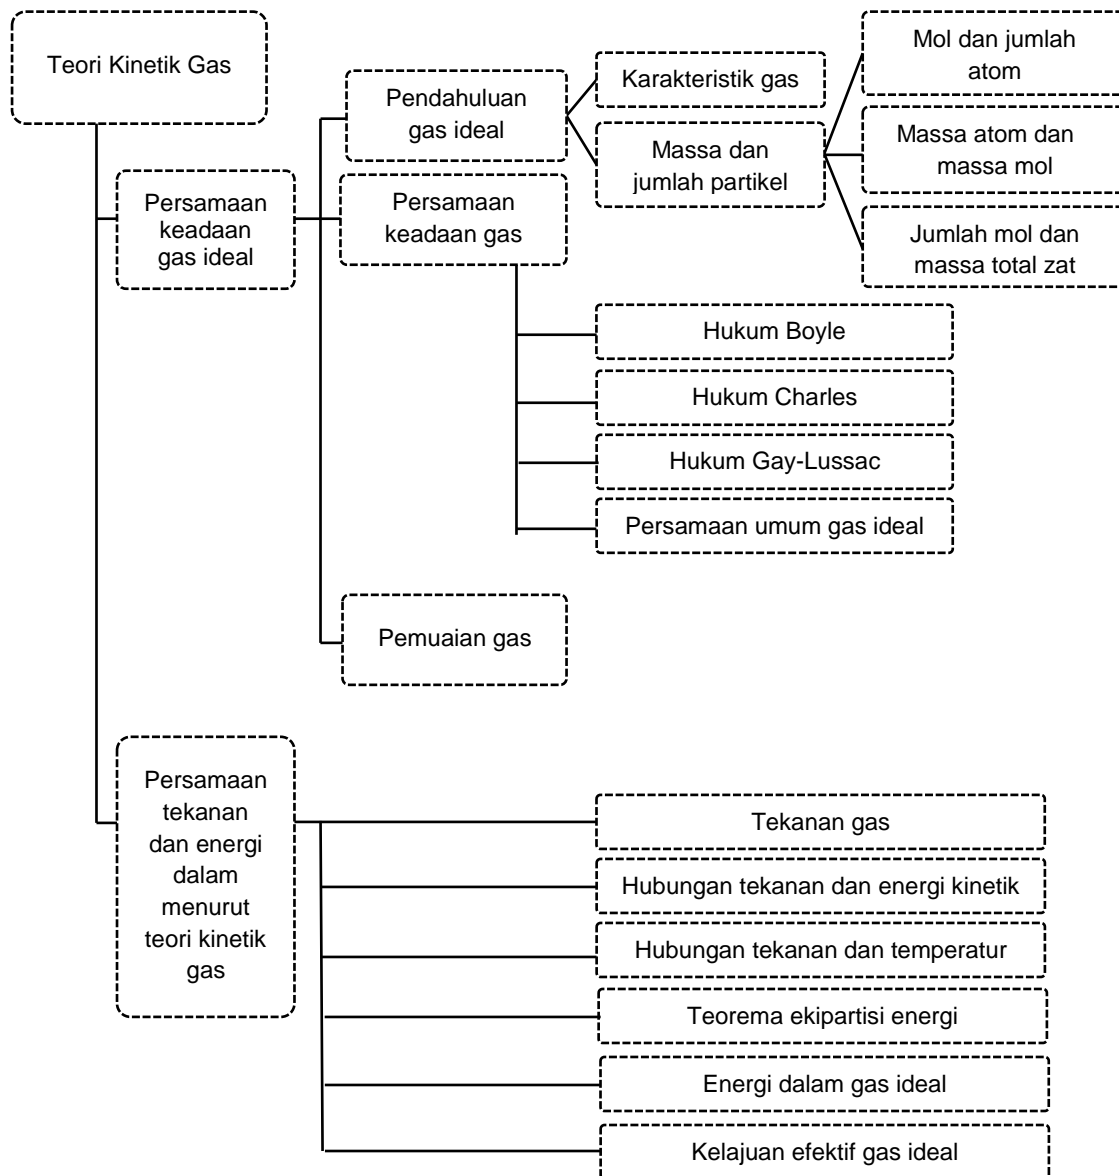 Teori Kinetik Gas
Persamaan
keadaan
gas ideal
Pendahuluan
gas ideal
Karakteristik gas
Massa dan
jumlah partikel
Mol dan jumlah
atom
Massa atom dan
massa mol
Jumlah mol dan
massa total zat
Persamaan
keadaan gas
Hukum Boyle
Hukum Charles
Hukum Gay-Lussac
Persamaan umum gas ideal
Pemuaian gas
Persamaan
tekanan
dan energi
dalam
menurut
teori kinetik
gas
Tekanan gas
Hubungan tekanan dan energi kinetik
Hubungan tekanan dan temperatur
Teorema ekipartisi energi
Energi dalam gas ideal
Kelajuan efektif gas ideal